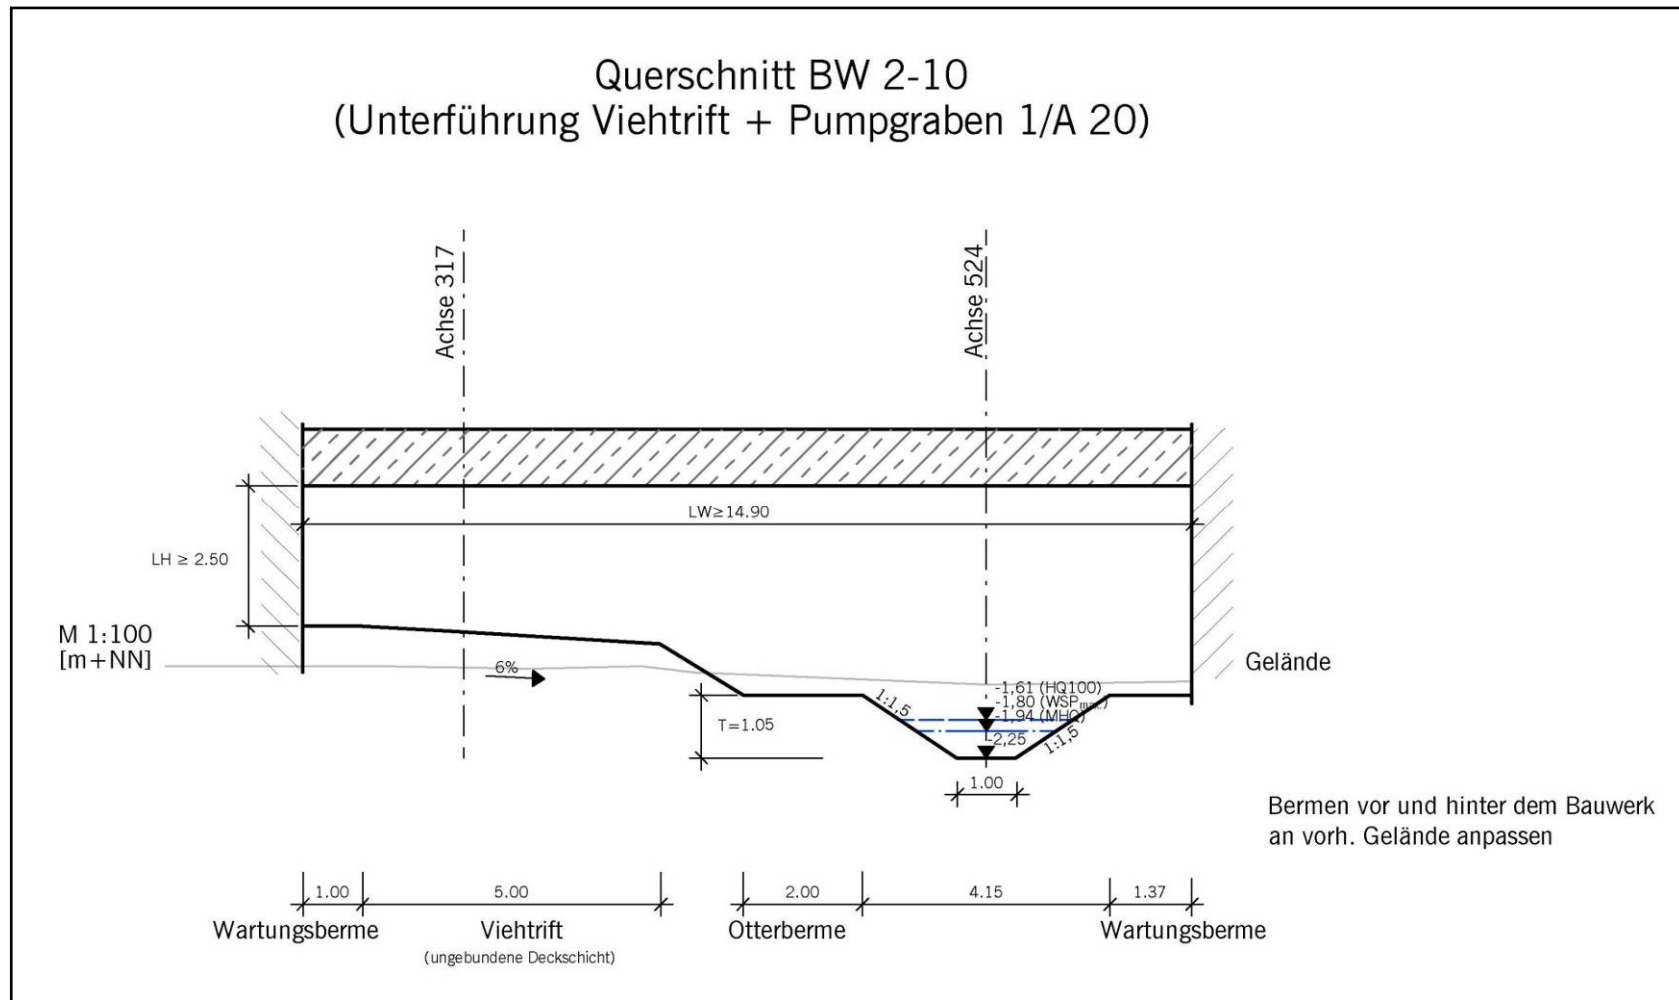 Querschnitt BW 2-10
(Unterführung Viehtrift + Pumpgraben 1/A 20)
Achse 317
Achse 524
LW≥14.90
LH ≥ 2.50
M 1:100
[m+NN]
6%
Gelände
-1,61 (HQ100)
-1,80 (WSPmax.)
-1,94 (MHQ)
1:1,5
T=1.05
-2,25
1:1,5
1.00
Bermen vor und hinter dem Bauwerk
an vorh. Gelände anpassen
1.00 5.00 2.00 4.15 1.37
Wartungsberme Viehtrift Otterberme Wartungsberme
(ungebundene Deckschicht)